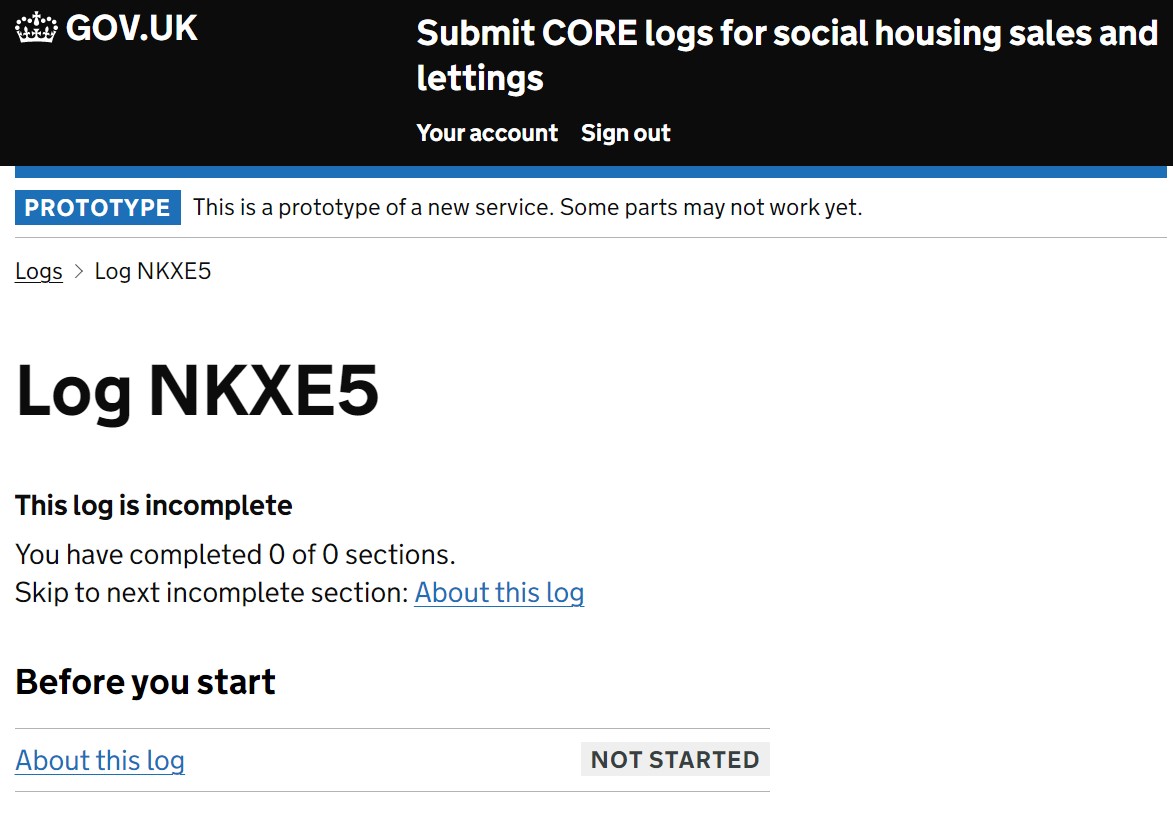 GOV.UK
Submit CORE logs for social housing sales and
lettings
Your account Sign out
PROTOTYPE This is a prototype of a new service. Some parts may not work yet.
Logs > Log NKXE5
Log NKXE5
This log is incomplete
You have completed 0 of 0 sections.
Skip to next incomplete section: About this log
Before you start
About this log NOT STARTED